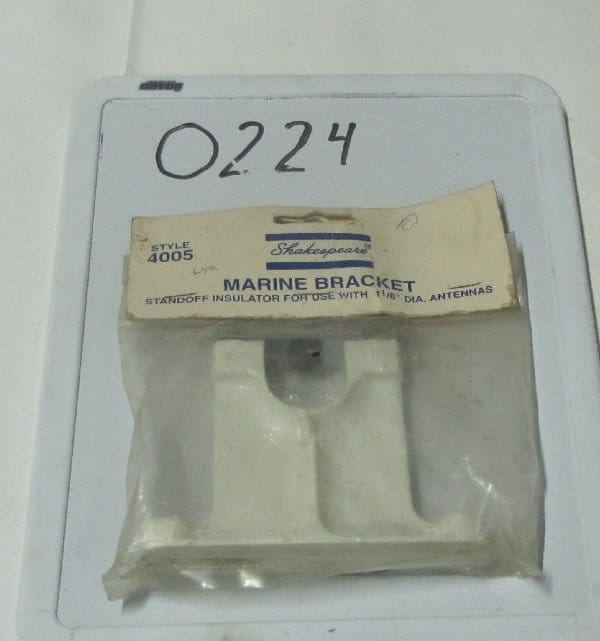 0224
STYLE
4005
Shakespeare®
MARINE BRACKET
STANDOFF INSULATOR FOR USE WITH 1 1/8" DIA. ANTENNAS